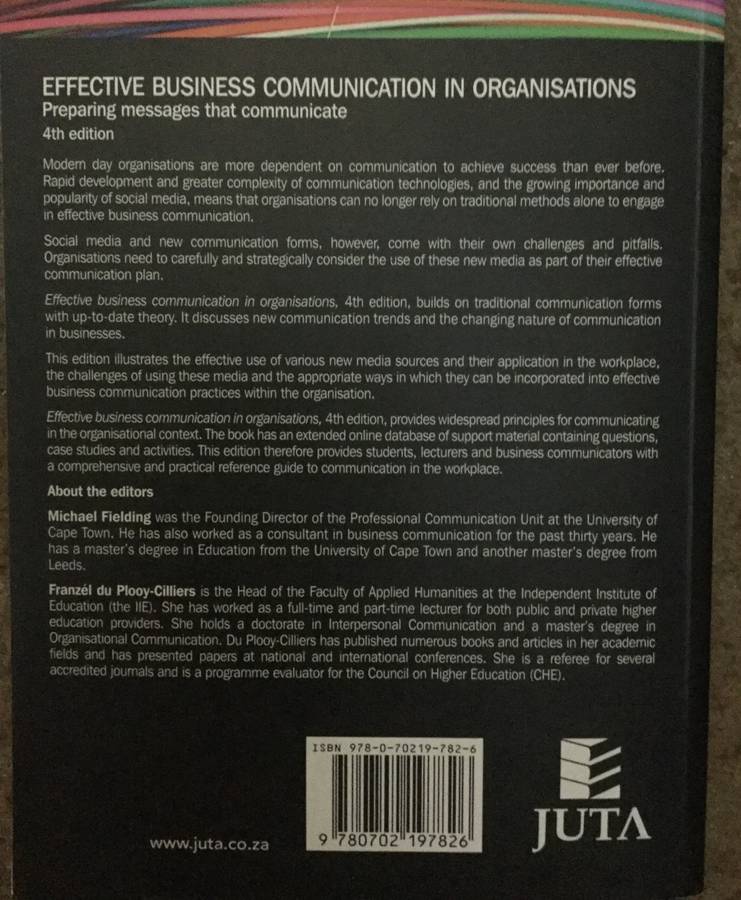 EFFECTIVE BUSINESS COMMUNICATION IN ORGANISATIONS
Preparing messages that communicate
4th edition
Modern day organisations are more dependent on communication to achieve success than ever before.
Rapid development and greater complexity of communication technologies, and the growing importance and
popularity of social media, means that organisations can no longer rely on traditional methods alone to engage
in effective business communication.
Social media and new communication forms, however, come with their own challenges and pitfalls.
Organisations need to carefully and strategically consider the use of these new media as part of their effective
communication plan.
Effective business communication in organisations, 4th edition, builds on traditional communication forms
with up-to-date theory. It discusses new communication trends and the changing nature of communication
in businesses.
This edition illustrates the effective use of various new media sources and their application in the workplace,
the challenges of using these media and the appropriate ways in which they can be incorporated into effective
business communication practices within the organisation.
Effective business communication in organisations, 4th edition, provides widespread principles for communicating
in the organisational context. The book has an extended online database of support material containing questions,
case studies and activities. This edition therefore provides students, lecturers and business communicators with
a comprehensive and practical reference guide to communication in the workplace.
About the editors
Michael Fielding was the Founding Director of the Professional Communication Unit at the University of
Cape Town. He has also worked as a consultant in business communication for the past thirty years. He
has a master's degree in Education from the University of Cape Town and another master's degree from
Leeds.
Franzél du Plooy-Cilliers is the Head of the Faculty of Applied Humanities at the Independent Institute of
Education (the IIE). She has worked as a full-time and part-time lecturer for both public and private higher
education providers. She holds a doctorate in Interpersonal Communication and a master's degree in
Organisational Communication. Du Plooy-Cilliers has published numerous books and articles in her academic
fields and has presented papers at national and international conferences. She is a referee for several
accredited journals and is a programme evaluator for the Council on Higher Education (CHE).
ISBN 978-0-70219-782-6
9 780702 197826
www.juta.co.za
JUTA